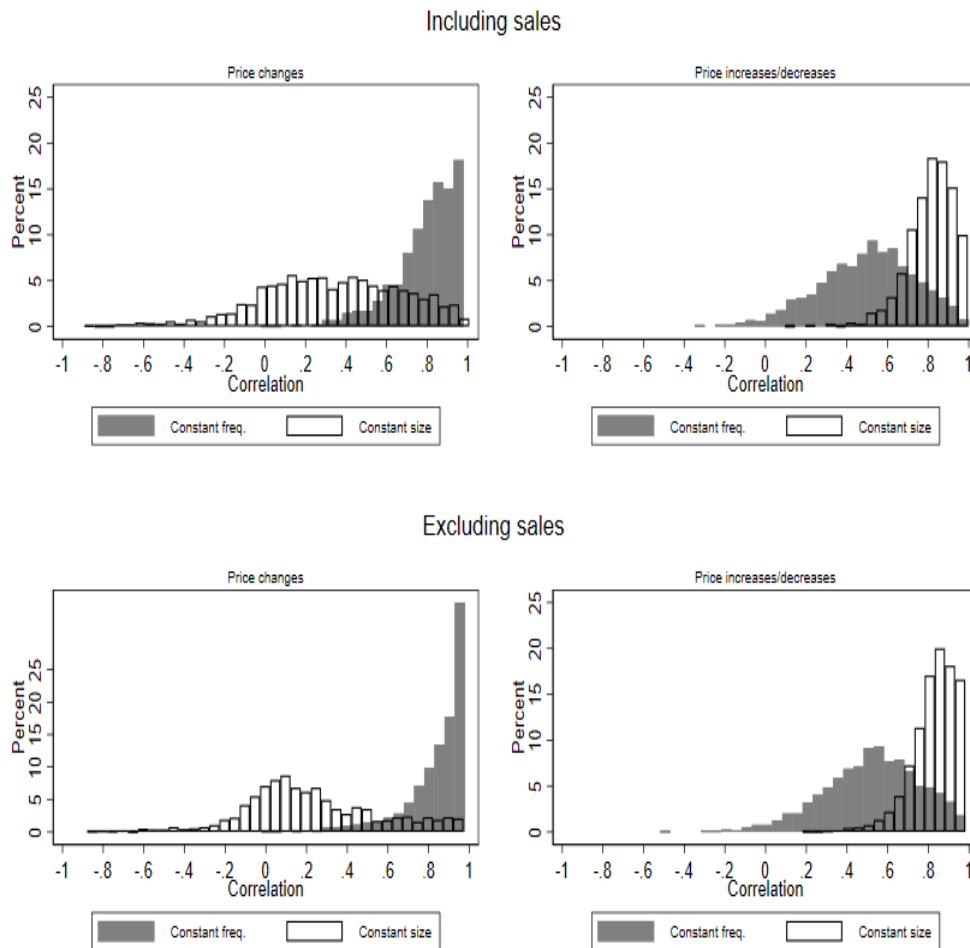 Including sales
Price changes
Price increases/decreases
Percent
0 5 10 15 20 25
-1 -.8 -.6 -.4 -.2 0 .2 .4 .6 .8 1
Correlation
Constant freq. Constant size
Percent
0 5 10 15 20 25
-1 -.8 -.6 -.4 -.2 0 .2 .4 .6 .8 1
Correlation
Constant freq. Constant size
Excluding sales
Price changes
Price increases/decreases
Percent
0 5 10 15 20 25
-1 -.8 -.6 -.4 -.2 0 .2 .4 .6 .8 1
Correlation
Constant freq. Constant size
Percent
0 5 10 15 20 25
-1 -.8 -.6 -.4 -.2 0 .2 .4 .6 .8 1
Correlation
Constant freq. Constant size